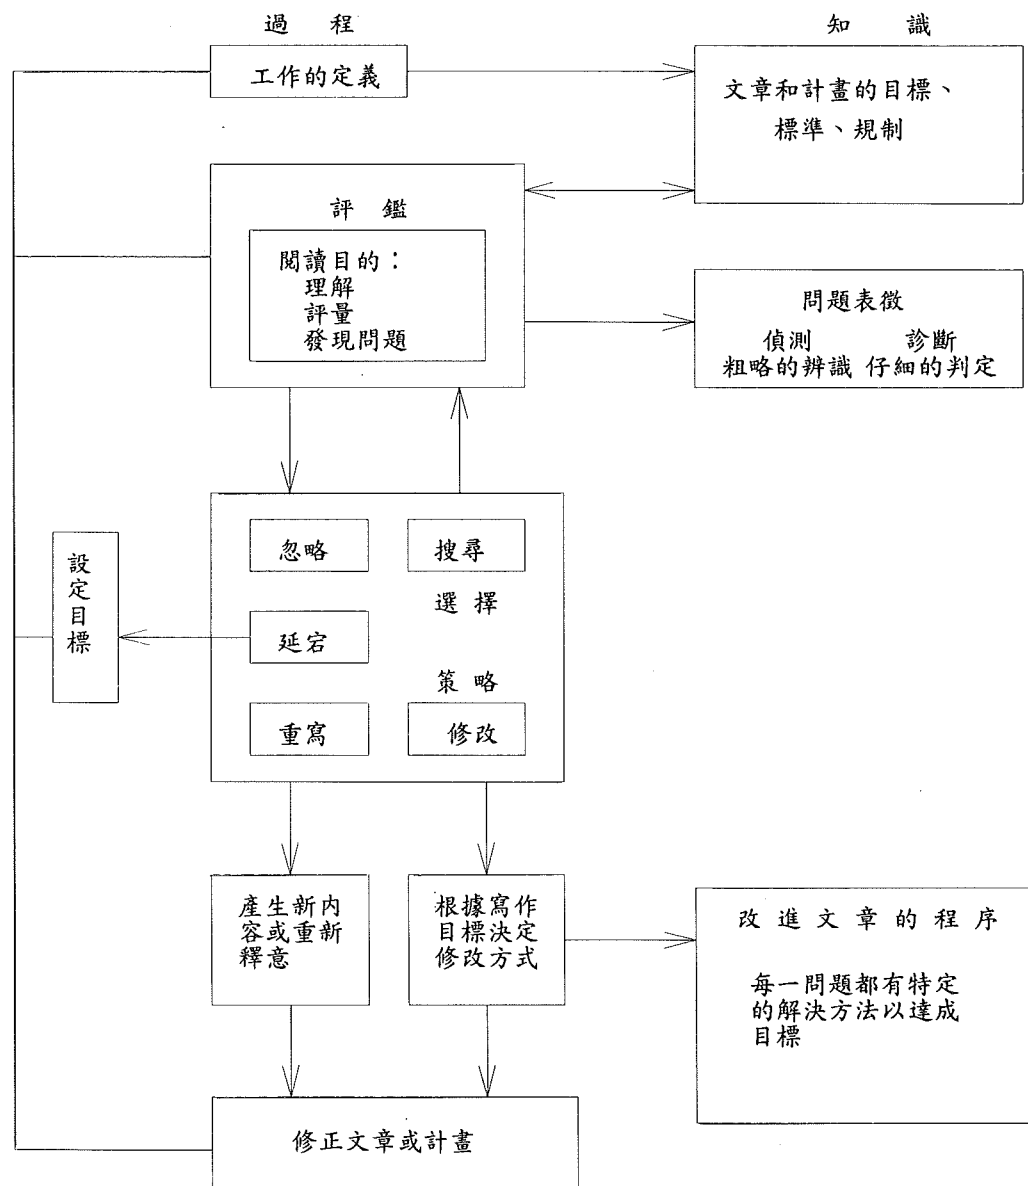 過程
知識
工作的定義
文章和計畫的目標、
標準、規制
評鑑
閱讀目的：
理解
評量
發現問題
問題表徵
偵測 診斷
粗略的辨識 仔細的判定
忽略
搜尋
選擇
設定目標
延宕
策略
重寫
修改
產生新內
容或重新
釋意
根據寫作
目標決定
修改方式
改進文章的程序
每一問題都有特定
的解決方法以達成
目標
修正文章或計畫